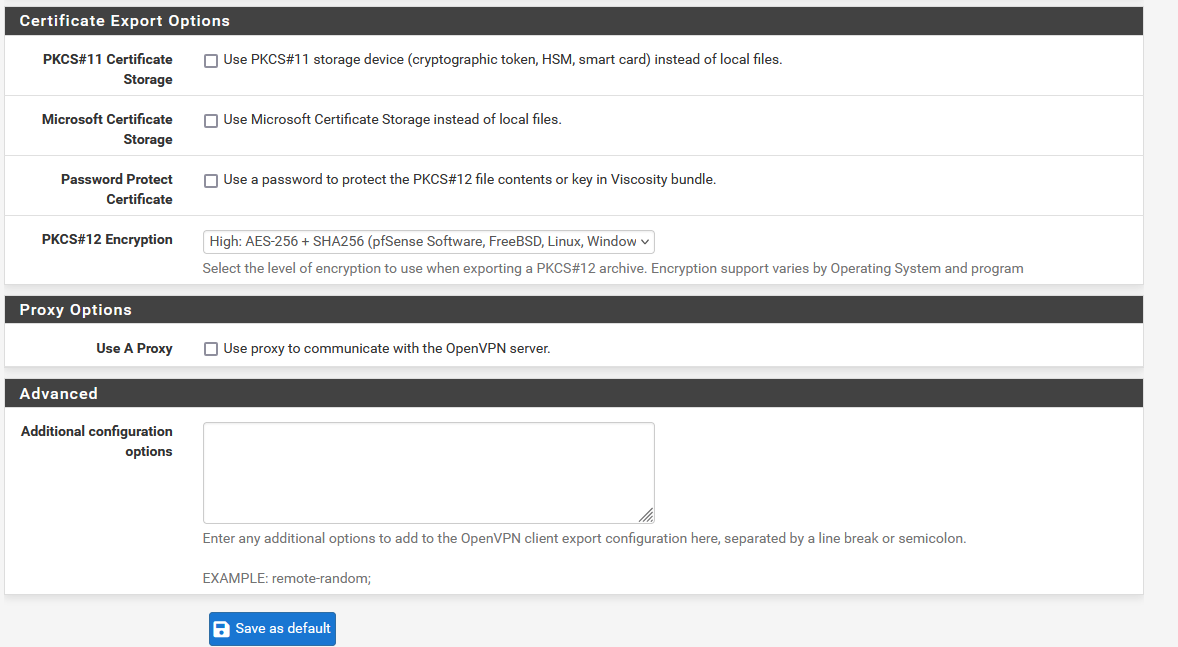 Certificate Export Options
PKCS#11 Certificate Storage
Use PKCS#11 storage device (cryptographic token, HSM, smart card) instead of local files.
Microsoft Certificate Storage
Use Microsoft Certificate Storage instead of local files.
Password Protect Certificate
Use a password to protect the PKCS#12 file contents or key in Viscosity bundle.
PKCS#12 Encryption
High: AES-256 + SHA256 (pfSense Software, FreeBSD, Linux, Window
Select the level of encryption to use when exporting a PKCS#12 archive. Encryption support varies by Operating System and program
Proxy Options
Use A Proxy
Use proxy to communicate with the OpenVPN server.
Advanced
Additional configuration options
Enter any additional options to add to the OpenVPN client export configuration here, separated by a line break or semicolon.
EXAMPLE: remote-random;
Save as default